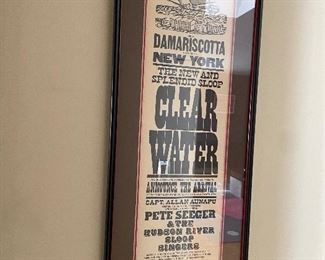 DAMARISCOTTA
NEW YORK
THE NEW AND
SPLENDID SLOOP
CLEAR
WATER
ANNOUNCE THE ARRIVAL
CAPT. ALLAN AUNAPU
PETE SEEGER
& THE
HUDSON RIVER
SLOOP
SINGERS